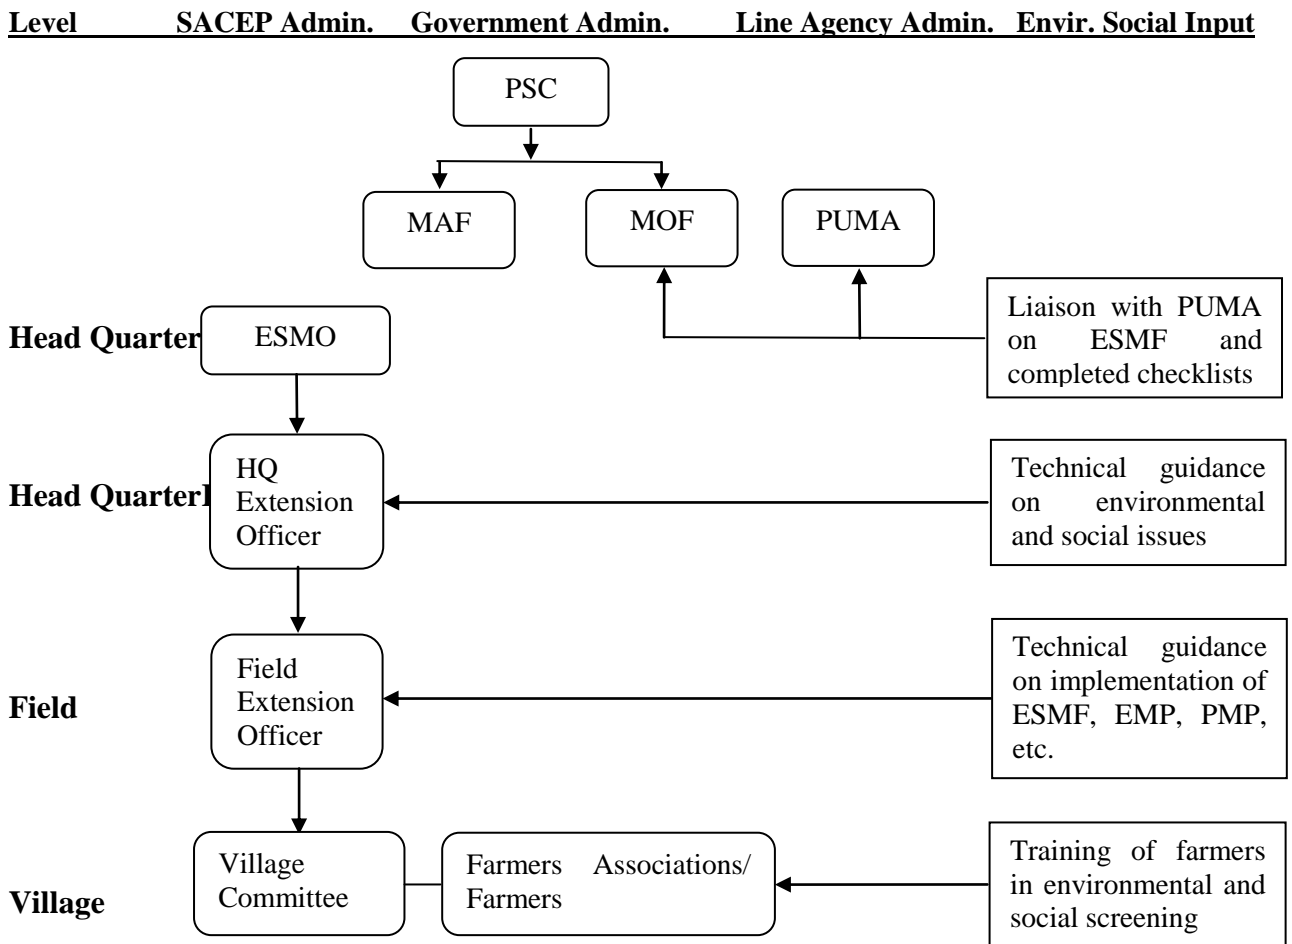 Level SACEP Admin. Government Admin. Line Agency Admin. Envir. Social Input
PSC
MAF
MOF
PUMA
Head Quarter
ESMO
Liaison with PUMA
on ESMF and
completed checklists
Head Quarter
HQ
Extension
Officer
Technical guidance
on environmental
and social issues
Field
Field
Extension
Officer
Technical guidance
on implementation of
ESMF, EMP, PMP,
etc.
Village
Village
Committee
Farmers Associations/
Farmers
Training of farmers
in environmental and
social screening